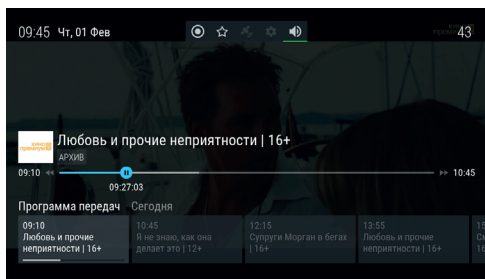 09:45 Чт, 01 Фев
43
Любовь и прочие неприятности | 16+
АРХИВ
09:10
10:45
09:27:03
Программа передач Сегодня
09:10
Любовь и прочие
неприятности | 16+
10:45
Я не знаю, как она
делает это | 12+
12:15
Супруги Морган в бегах
| 16+
13:55
Любовь и прочие
неприятности | 16+